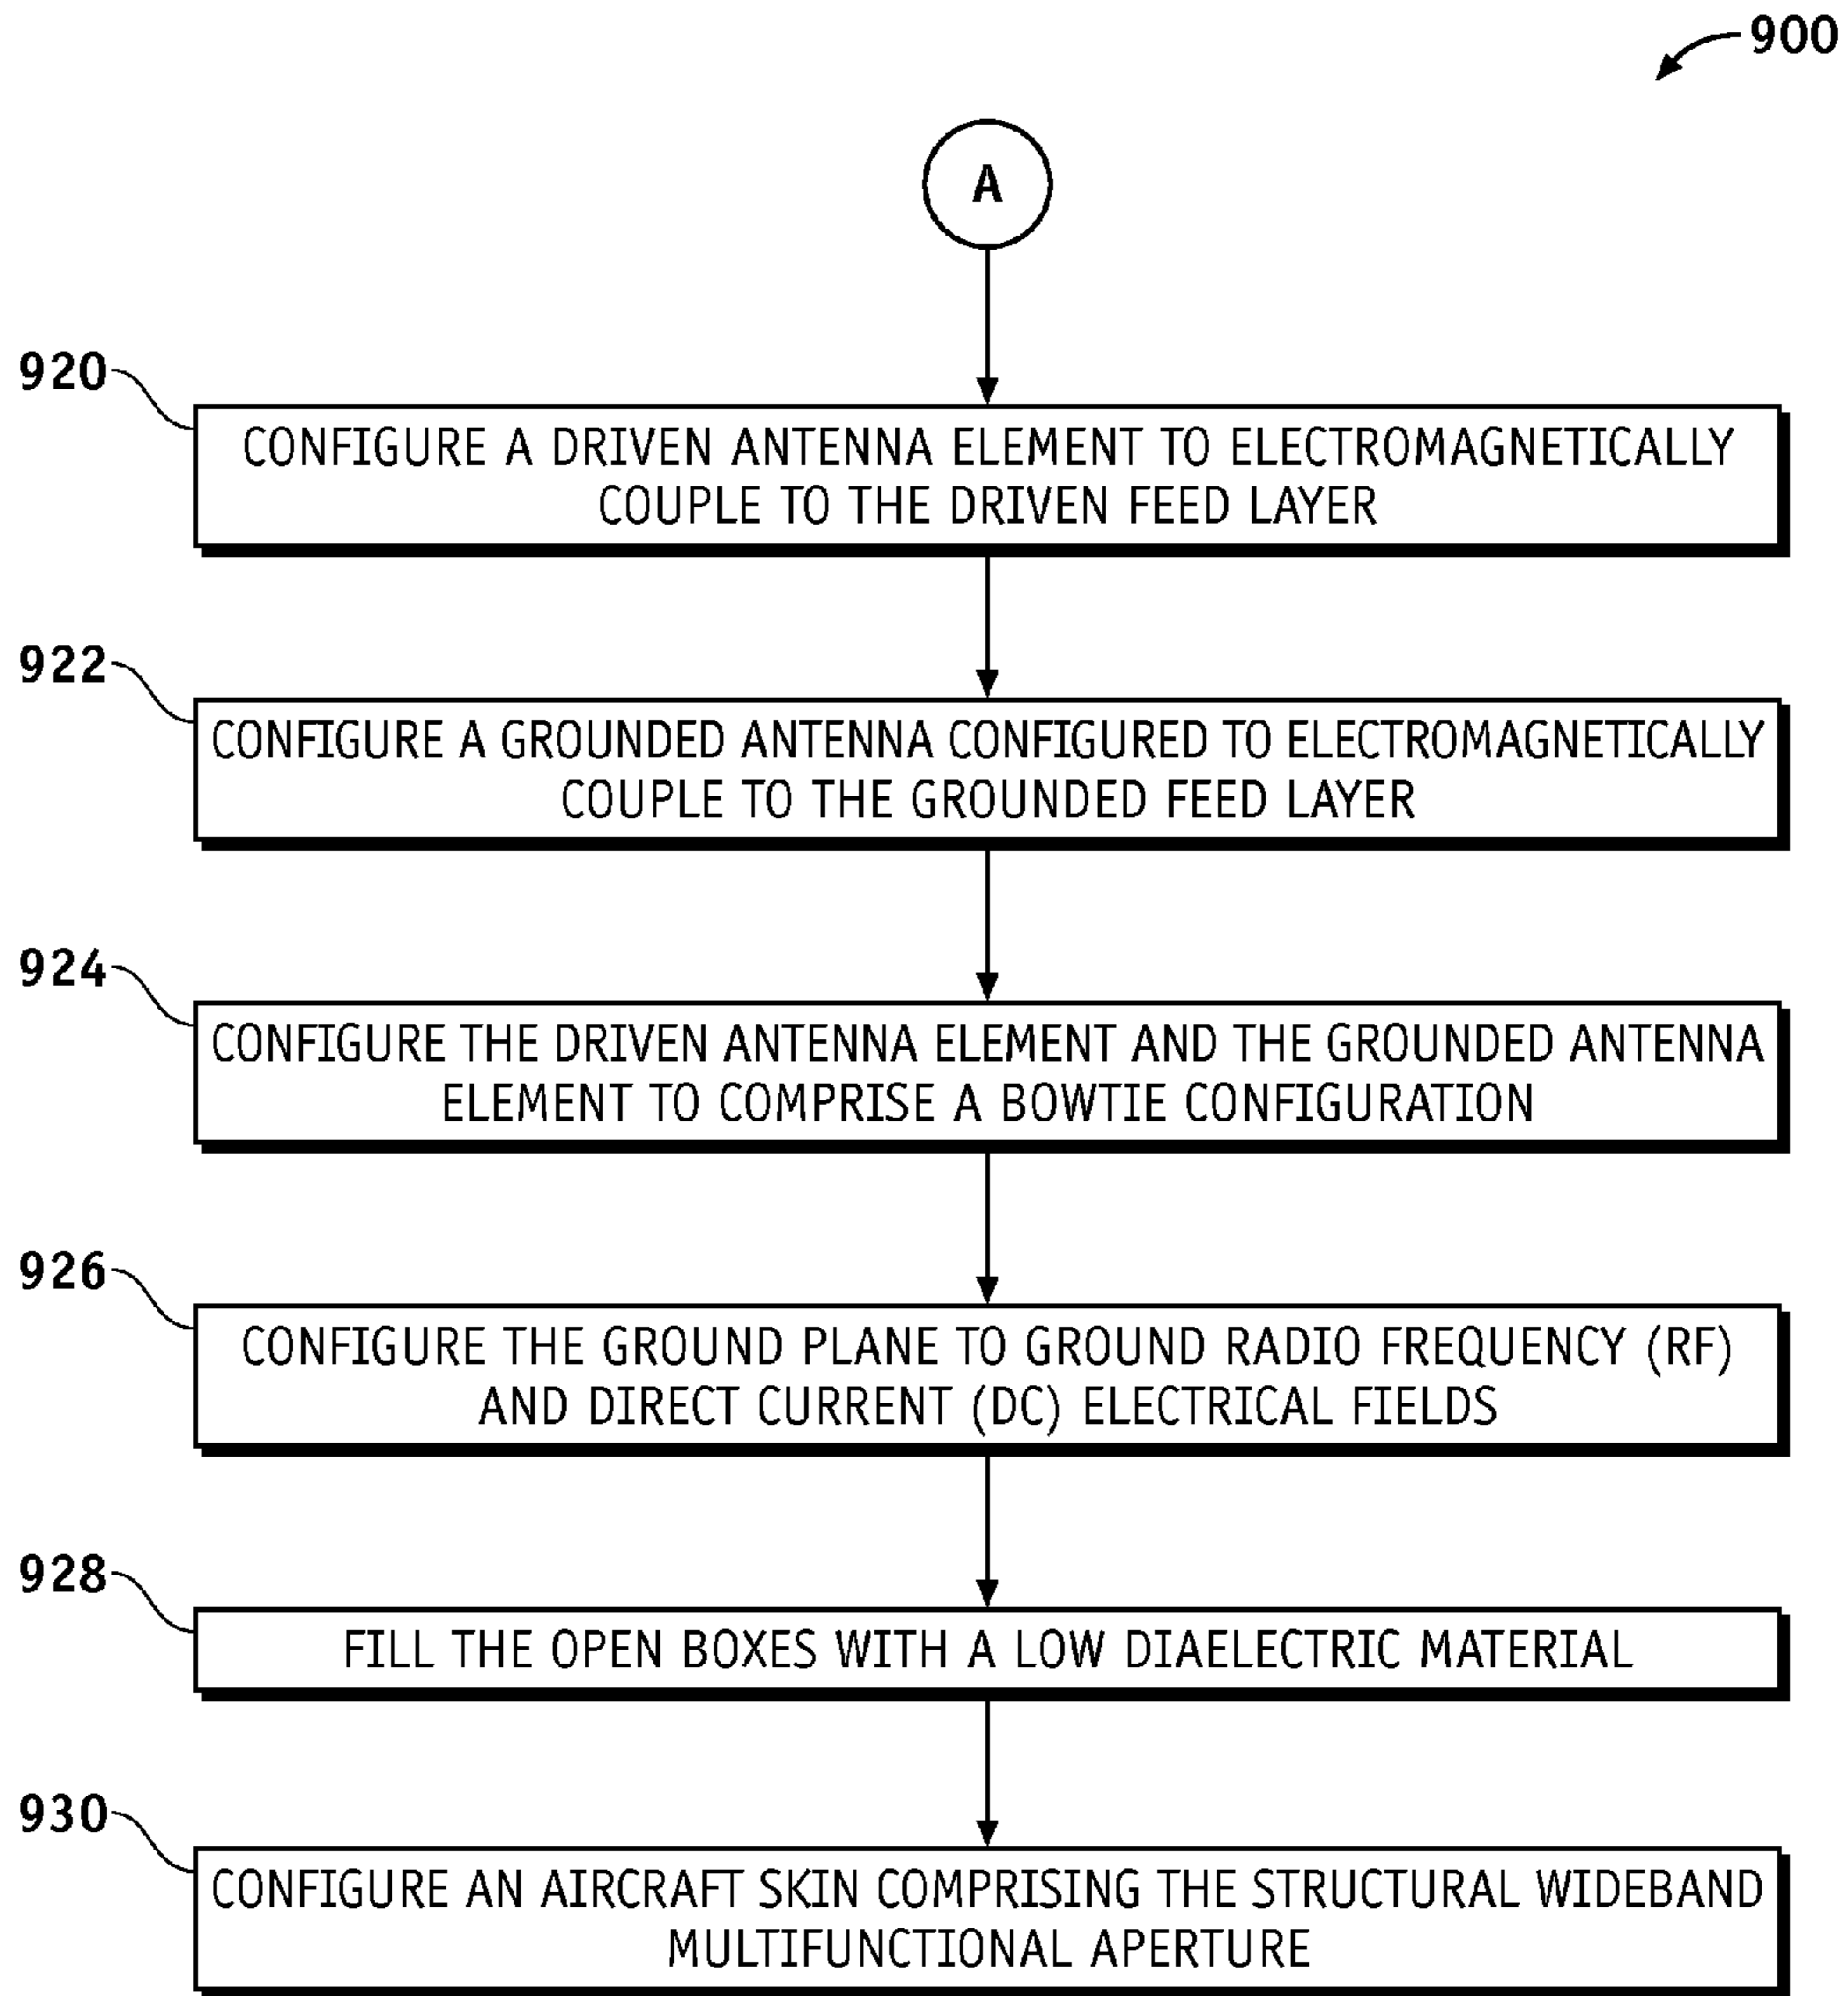 900
A
920
CONFIGURE A DRIVEN ANTENNA ELEMENT TO ELECTROMAGNETICALLY
COUPLE TO THE DRIVEN FEED LAYER
922
CONFIGURE A GROUNDED ANTENNA CONFIGURED TO ELECTROMAGNETICALLY
COUPLE TO THE GROUNDED FEED LAYER
924
CONFIGURE THE DRIVEN ANTENNA ELEMENT AND THE GROUNDED ANTENNA
ELEMENT TO COMPRISE A BOWTIE CONFIGURATION
926
CONFIGURE THE GROUND PLANE TO GROUND RADIO FREQUENCY (RF)
AND DIRECT CURRENT (DC) ELECTRICAL FIELDS
928
FILL THE OPEN BOXES WITH A LOW DIAELECTRIC MATERIAL
930
CONFIGURE AN AIRCRAFT SKIN COMPRISING THE STRUCTURAL WIDEBAND
MULTIFUNCTIONAL APERTURE